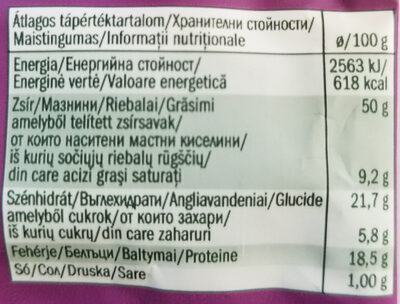 Átlagos tápértéktartalom/Хранителни стойности/
Maistingumas/Informații nutriționale ø/100 g
Energia/Енергийна стойност/ 2563 kJ/
Energinė vertė/Valoare energetică 618 kcal
Zsír/Мазнини/Riebalai/Grăsimi 50 g
amelyből telített zsírsavak/
от които наситени мастни киселини/
iš kurių sočiųjų riebalų rūgščių/
din care acizi grași saturați 9,2 g
Szénhidrát/Въглехидрати/Angliavandeniai/Glucide 21,7 g
amelyből cukrok/от които захари/
iš kurių cukrų/din care zaharuri 5,8 g
Fehérje/Белтъци/Baltymai/Proteine 18,5 g
Só/Сол/Druska/Sare 1,00 g